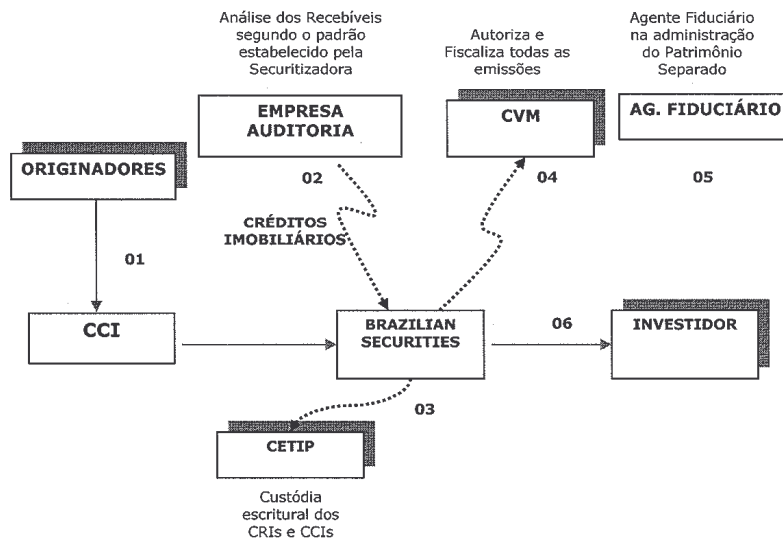 Análise dos Recebíveis
segundo o padrão
estabelecido pela
Securitizadora
Autoriza e
Fiscaliza todas as
emissões
Agente Fiduciário
na administração
do Patrimônio
Separado
EMPRESA
AUDITORIA
CVM
AG. FIDUCIÁRIO
ORIGINADORES
02
04
05
CRÉDITOS
IMOBILIÁRIOS
01
CCI
BRAZILIAN
SECURITIES
06
INVESTIDOR
03
CETIP
Custódia
escritural dos
CRIs e CCIs